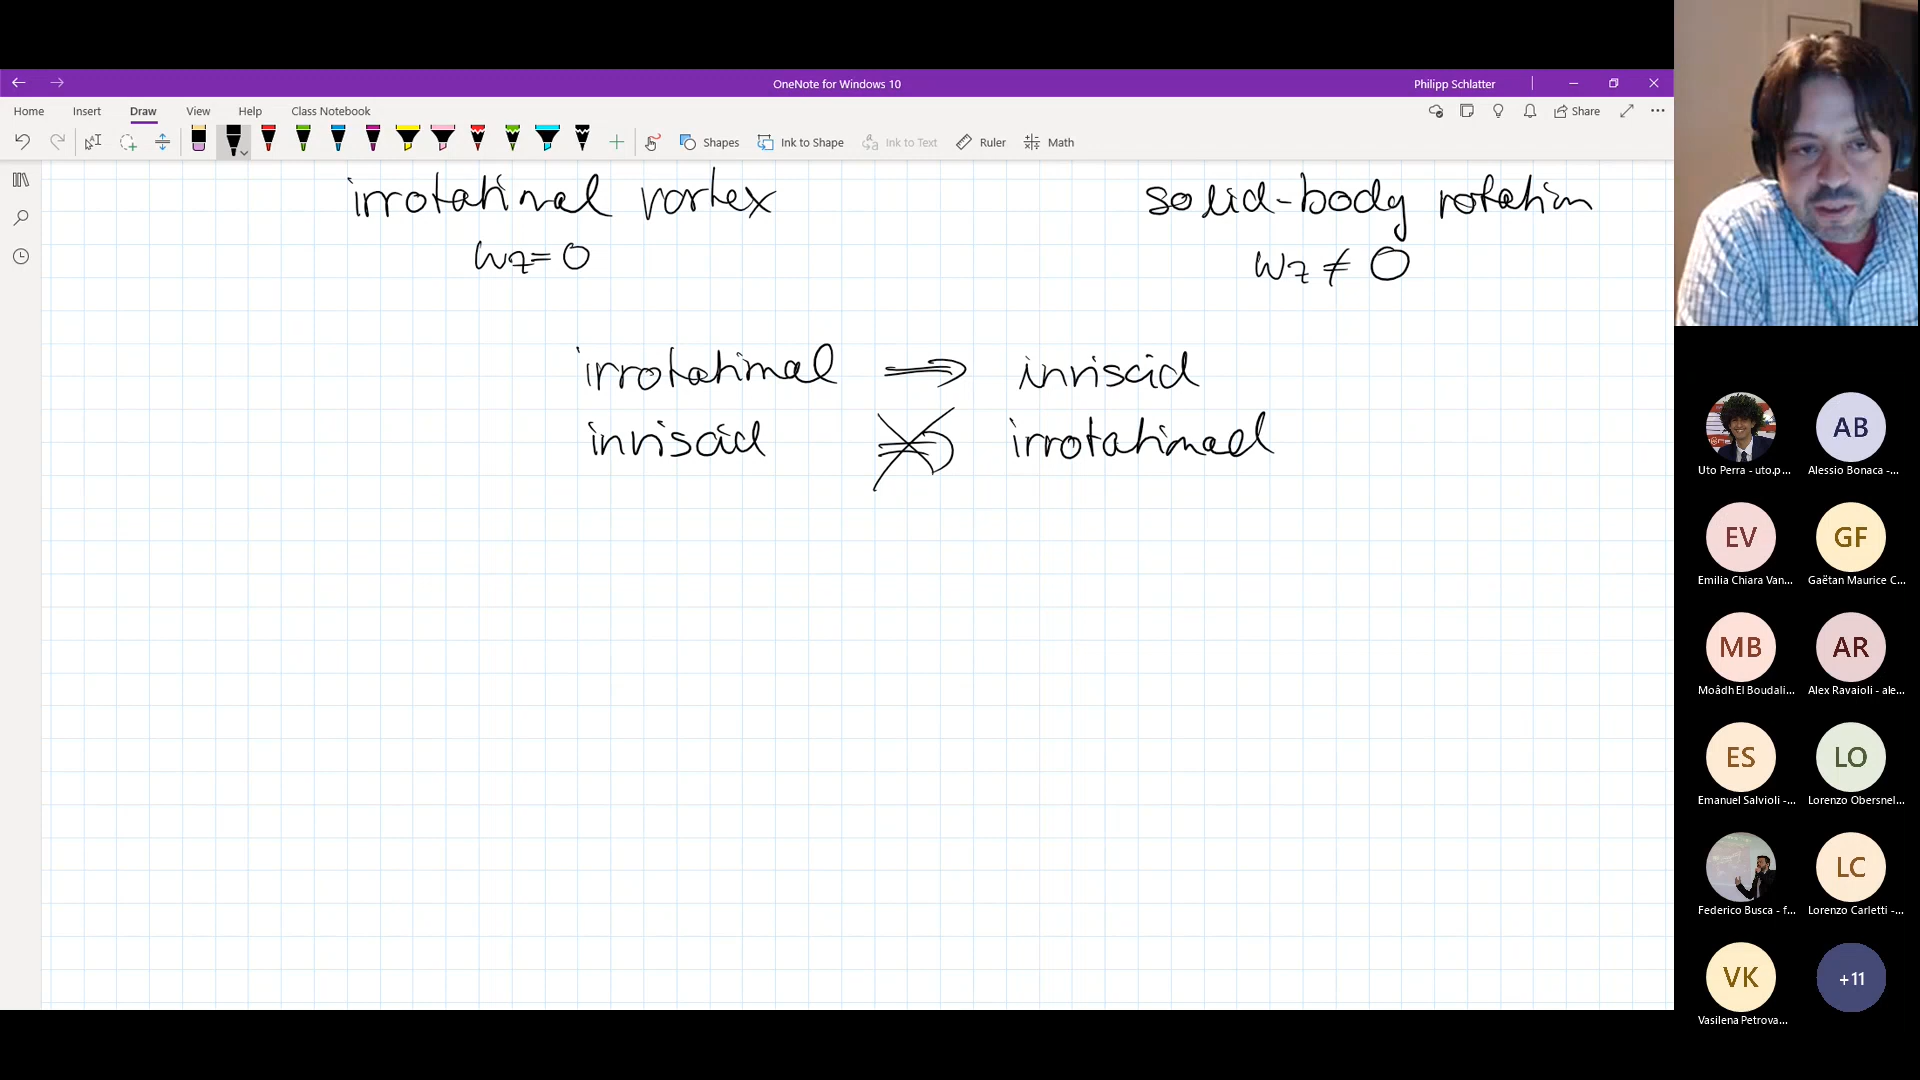 OneNote for Windows 10
Philipp Schlatter
Home Insert Draw View Help Class Notebook
Share
Shapes Ink to Shape Ink to Text Ruler Math
irrotational vortex
ωz = 0
solid-body rotation
ωz ≠ 0
irrotational ⇒ inviscid
inviscid ⇒ irrotational
Uto Perra - uto.p...
AB
Alessio Bonaca -...
EV
Emilia Chiara Van...
GF
Gaëtan Maurice C...
MB
Moâdh El Boudali...
AR
Alex Ravaioli - ale...
ES
Emanuel Salvioli -...
LO
Lorenzo Obersnel...
Federico Busca - f...
LC
Lorenzo Carletti -...
VK
Vasilena Petrova...
+11